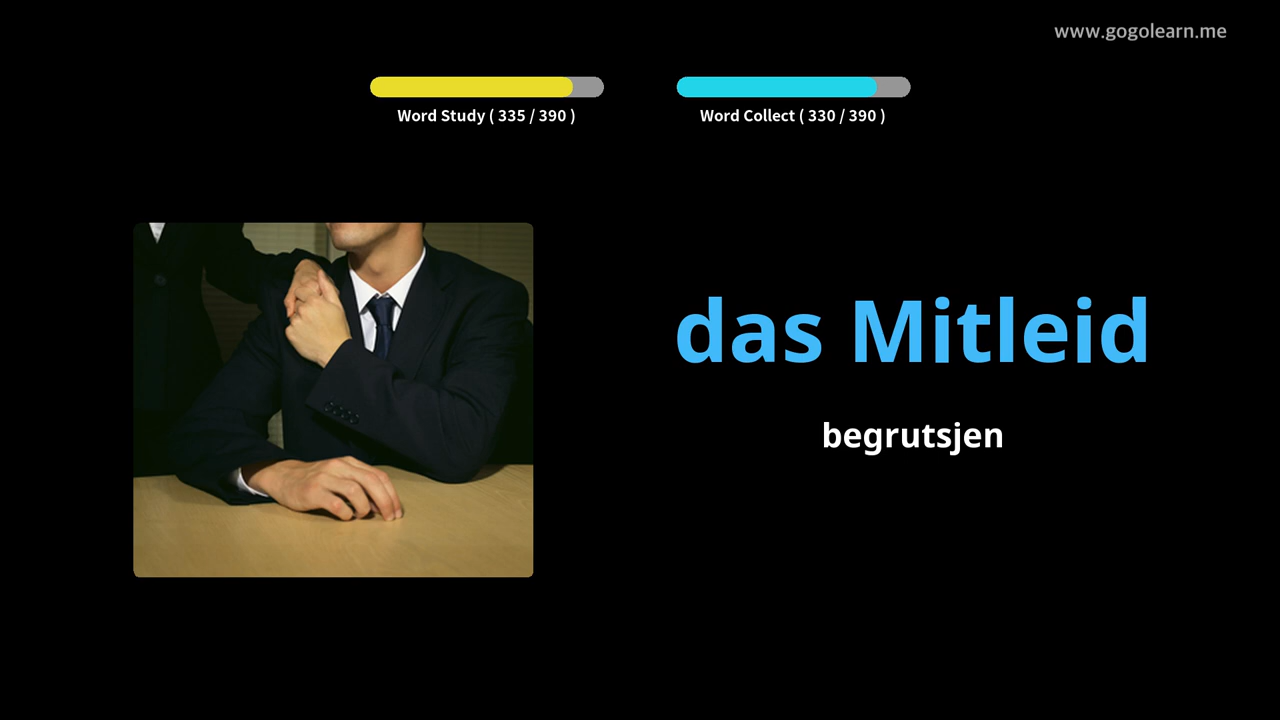 www.gogolearn.me
Word Study ( 335 / 390 )
Word Collect ( 330 / 390 )
das Mitleid
begrutsjen